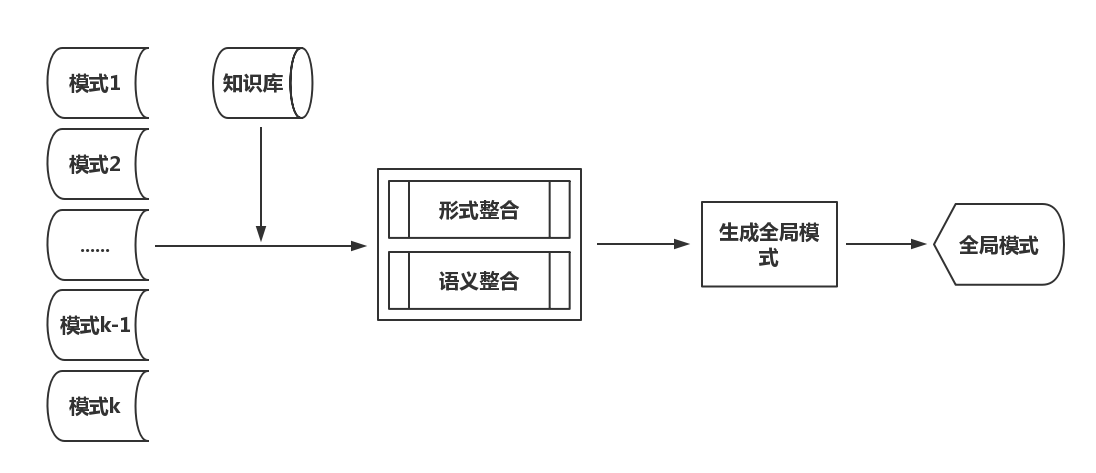 模式1
知识库
模式2
......
模式k-1
模式k
形式整合
语义整合
生成全局模
式
全局模式